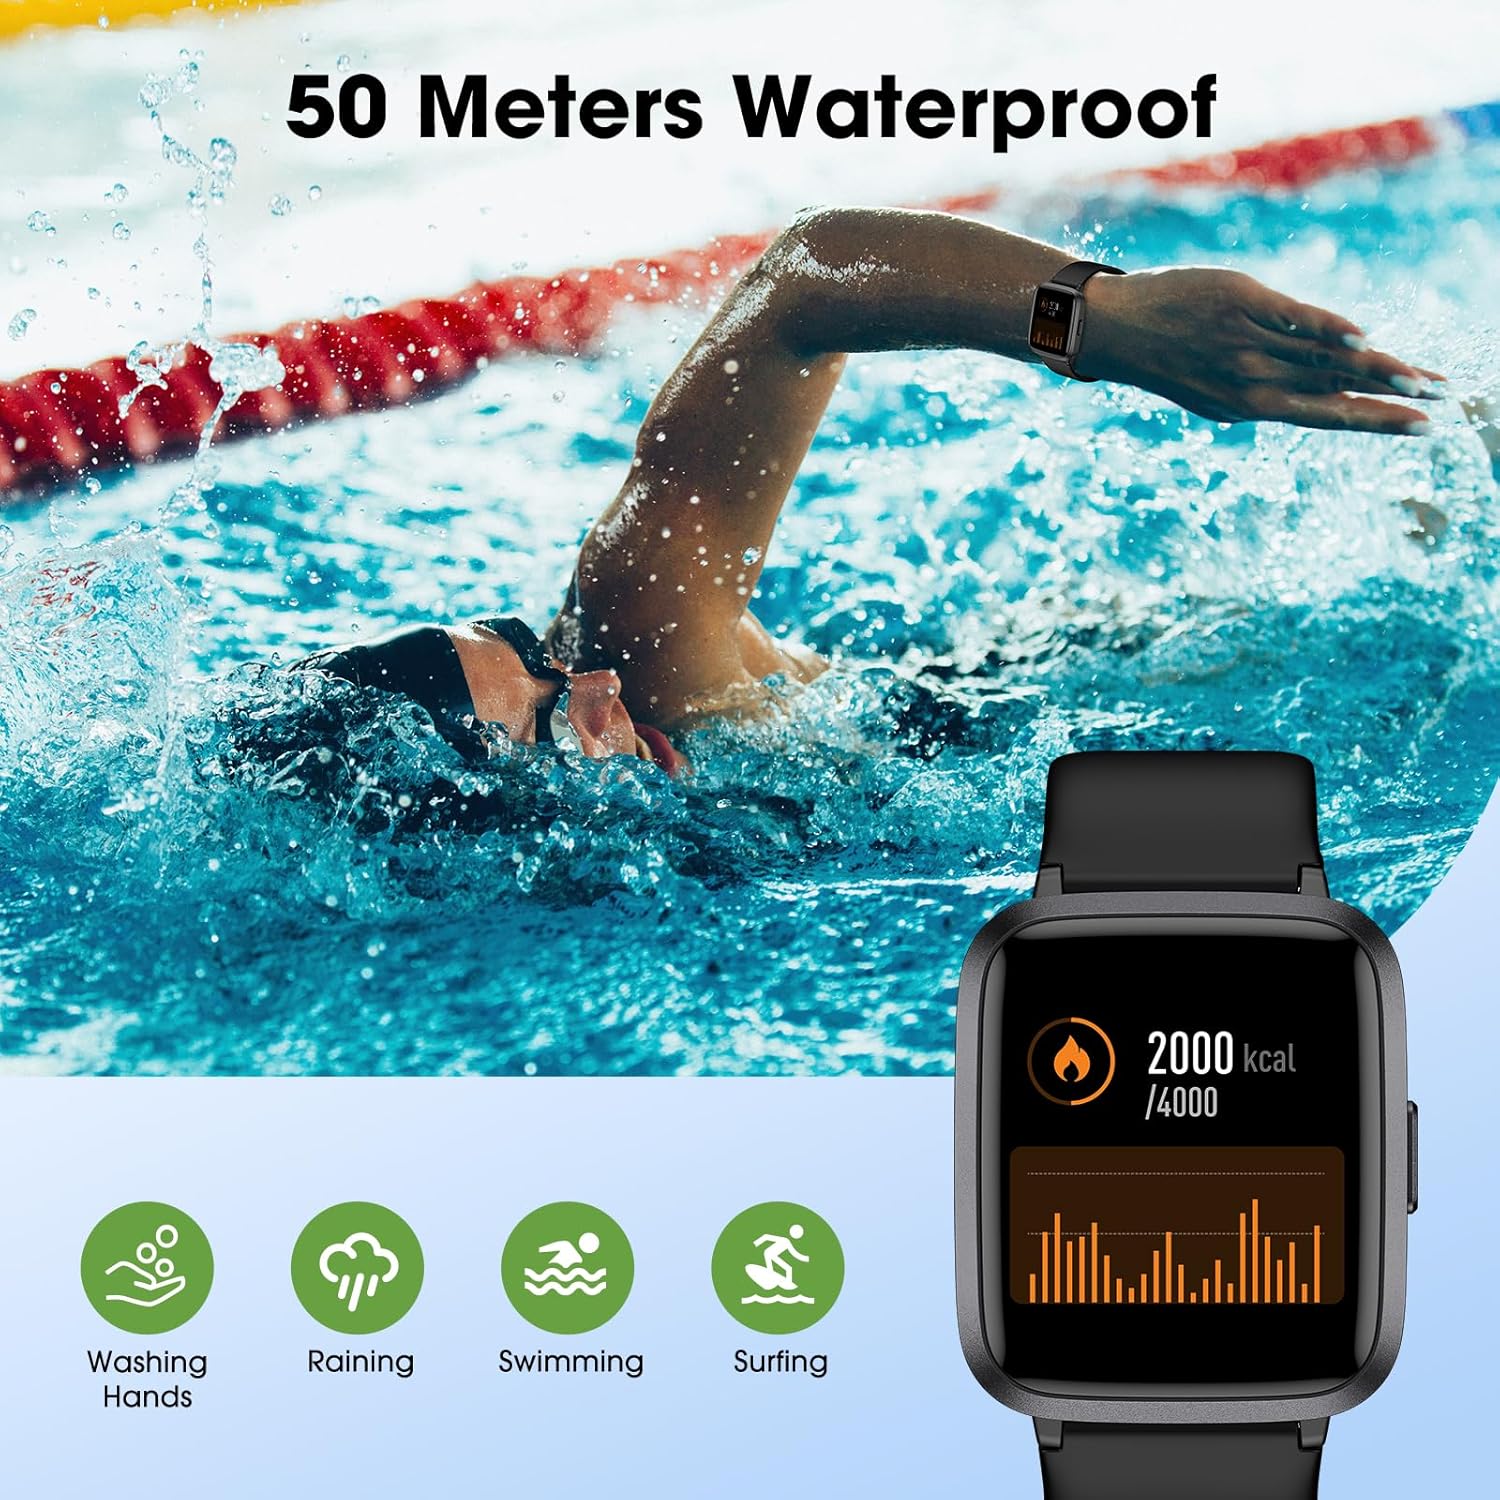 50 Meters Waterproof
2000 kcal
/4000
Washing
Hands
Raining
Swimming
Surfing